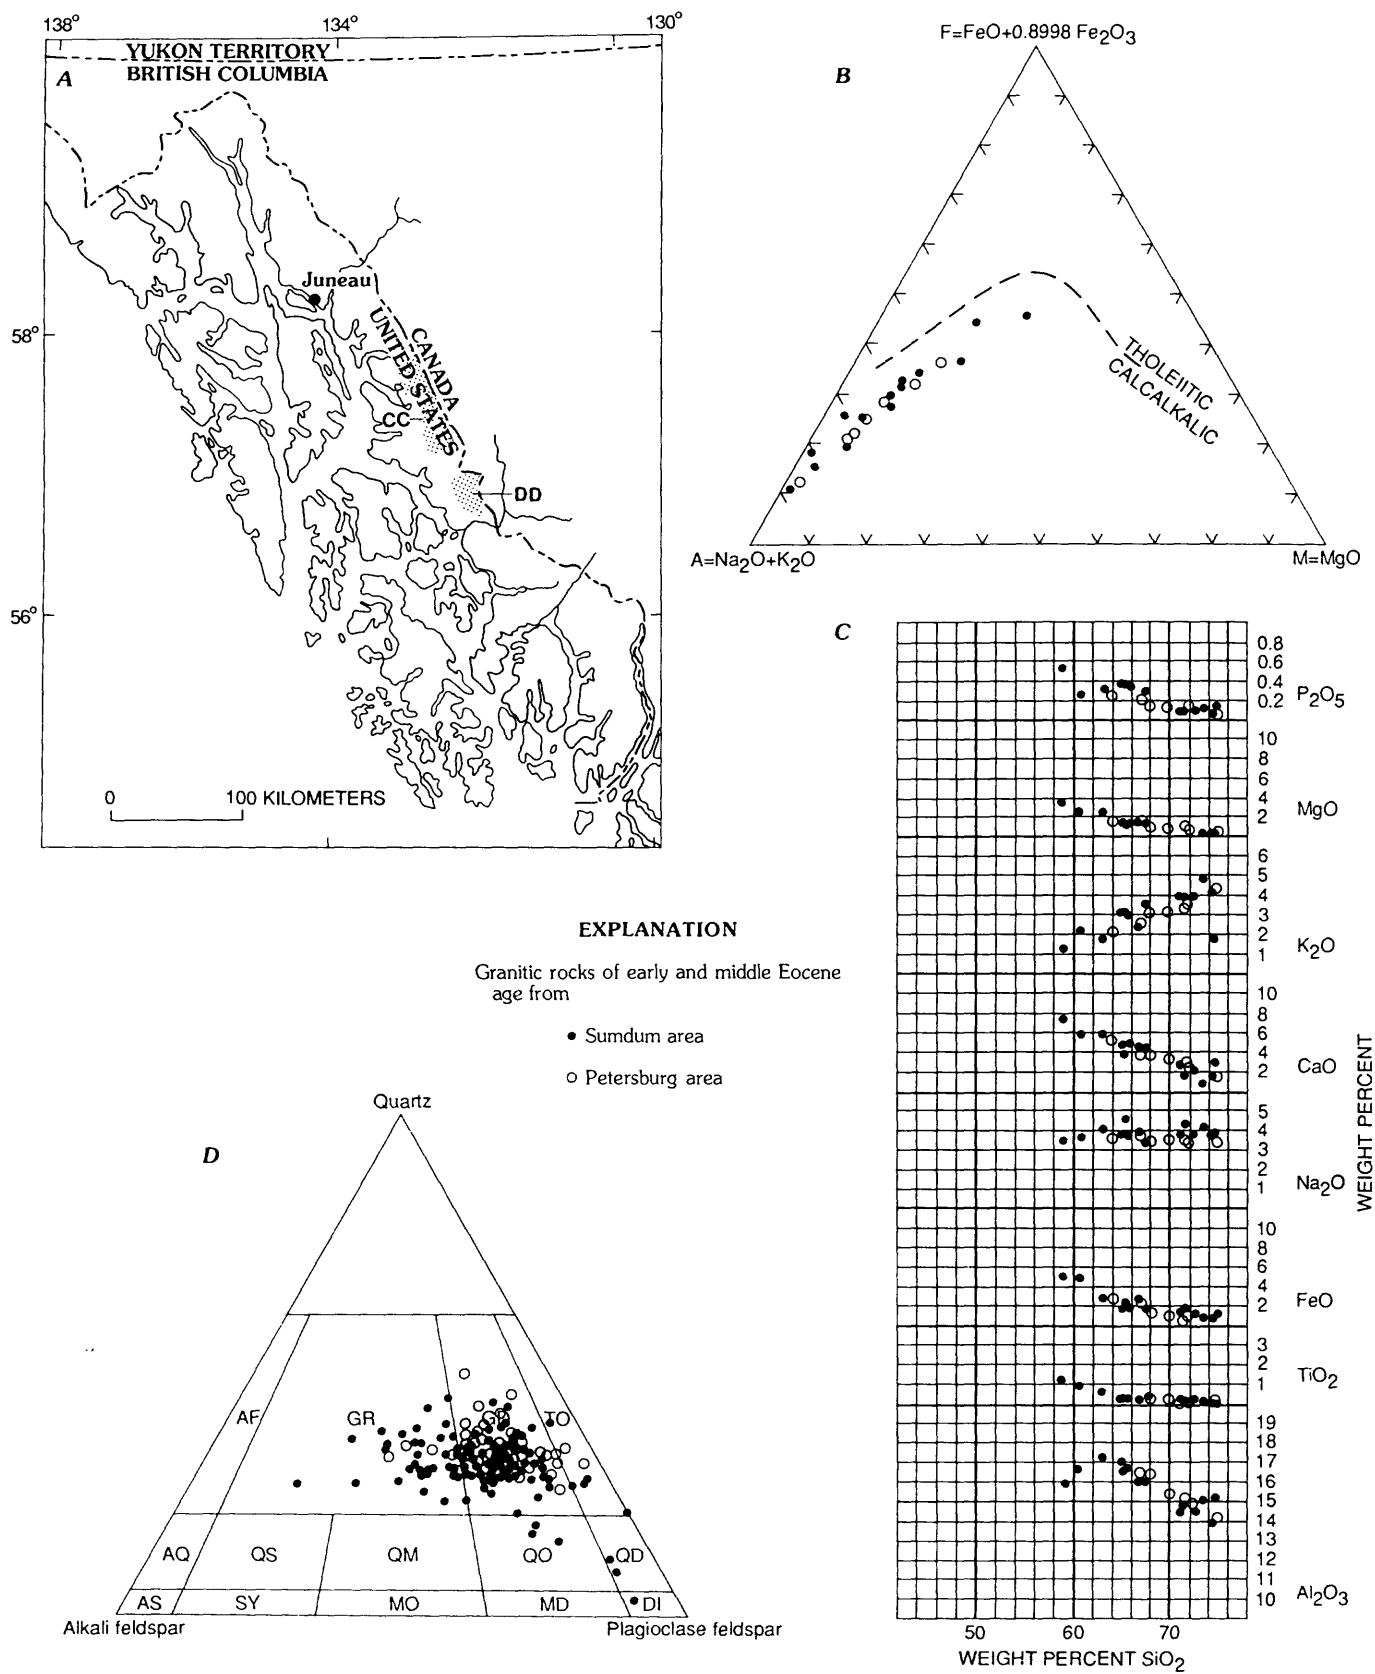 138°
134°
130°
YUKON TERRITORY
BRITISH COLUMBIA
A
Juneau
58°
CANADA
UNITED STATES
CC
DD
56°
0 100 KILOMETERS
B
F=FeO+0.8998 Fe₂O₃
THOLEIITIC
CALCALKALIC
A=Na₂O+K₂O
M=MgO
C
0.8
0.6
0.4
0.2
P₂O₅
10
8
6
4
2
MgO
6
5
4
3
2
1
K₂O
10
8
6
4
2
CaO
5
4
3
2
1
Na₂O
10
8
6
4
2
FeO
3
2
1
TiO₂
19
18
17
16
15
14
13
12
11
10
Al₂O₃
WEIGHT PERCENT
50 60 70
WEIGHT PERCENT SiO₂
EXPLANATION
Granitic rocks of early and middle Eocene
age from
Sumdum area
Petersburg area
D
Quartz
AF
GR
TO
AQ
QS
QM
QO
QD
AS
SY
MO
MD
DI
Alkali feldspar
Plagioclase feldspar